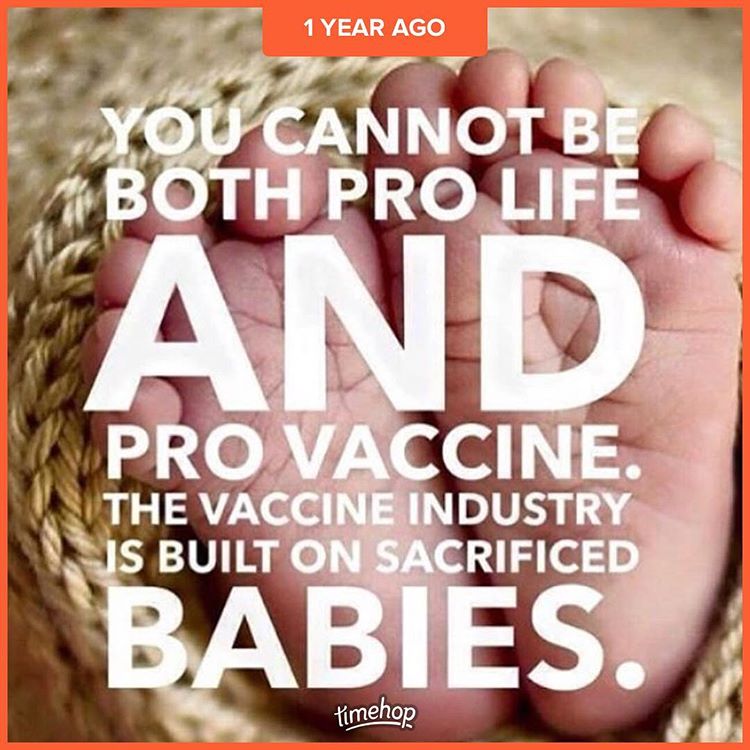 1 YEAR AGO
YOU CANNOT BE
BOTH PRO LIFE
AND
PRO VACCINE.
THE VACCINE INDUSTRY
IS BUILT ON SACRIFICED
BABIES.
timehop